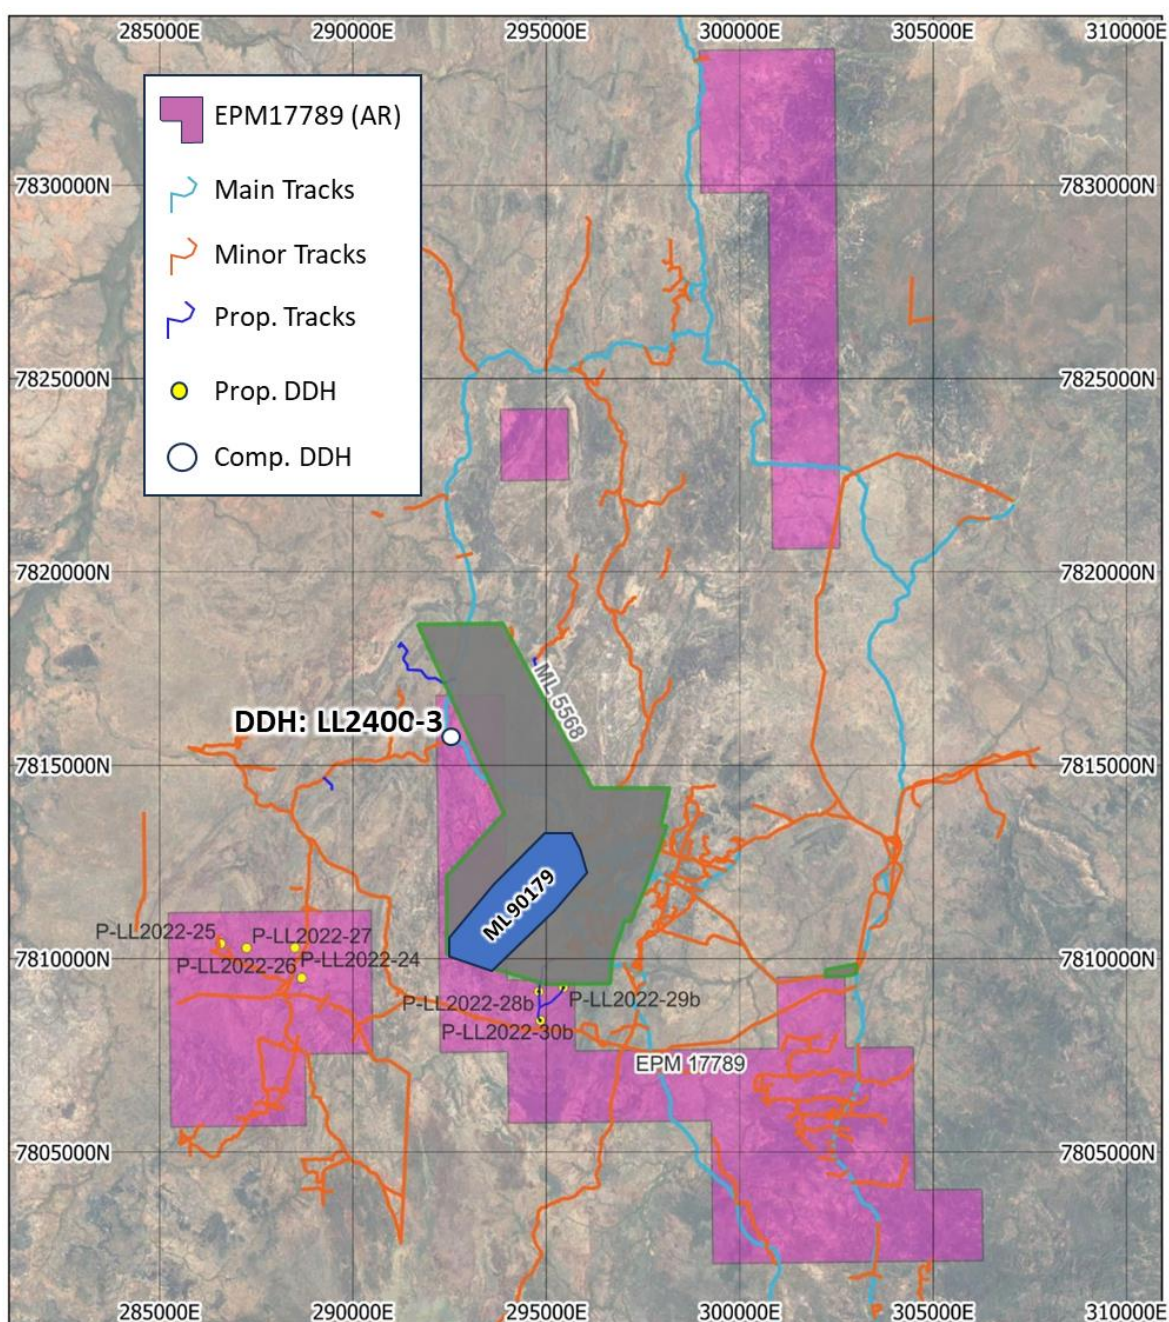 285000E 290000E 295000E 300000E 305000E 310000E
EPM17789 (AR)
Main Tracks
Minor Tracks
Prop. Tracks
Prop. DDH
Comp. DDH
7830000N 7830000N
7825000N 7825000N
7820000N 7820000N
ML 5568
DDH: LL2400-3
7815000N 7815000N
ML90179
P-LL2022-25 P-LL2022-27
P-LL2022-26 P-LL2022-24
7810000N 7810000N
P-LL2022-28b P-LL2022-29b
P-LL2022-30b
EPM 17789
7805000N 7805000N
285000E 290000E 295000E 300000E 305000E 310000E